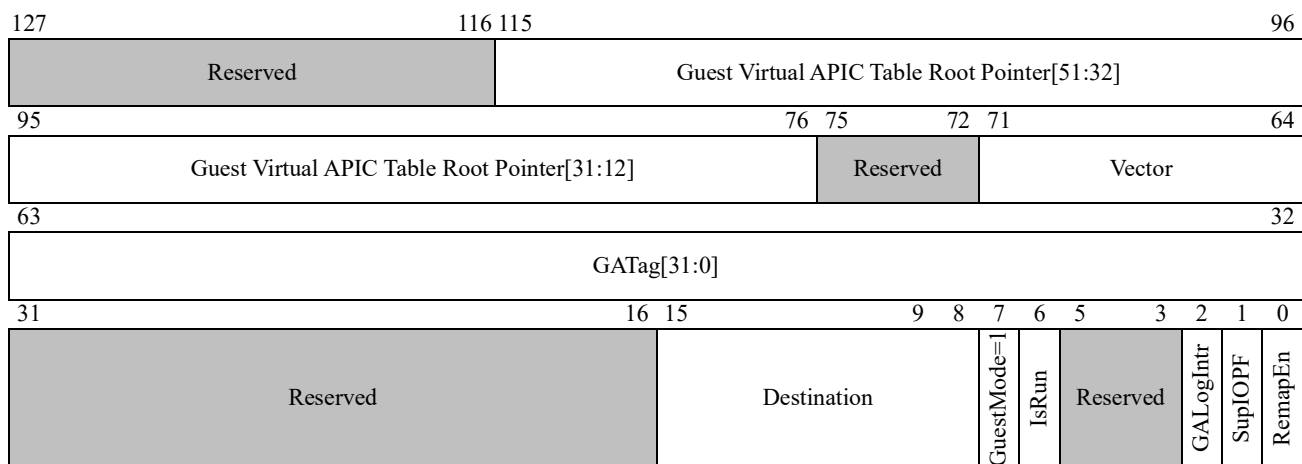 127 116 115 96
Reserved Guest Virtual APIC Table Root Pointer[51:32]
95 76 75 72 71 64
Guest Virtual APIC Table Root Pointer[31:12] Reserved Vector
63 32
GATag[31:0]
31 16 15 9 8 7 6 5 3 2 1 0
Reserved Destination GuestMode=1 IsRun Reserved GALogIntr SupIOPF RemapEn